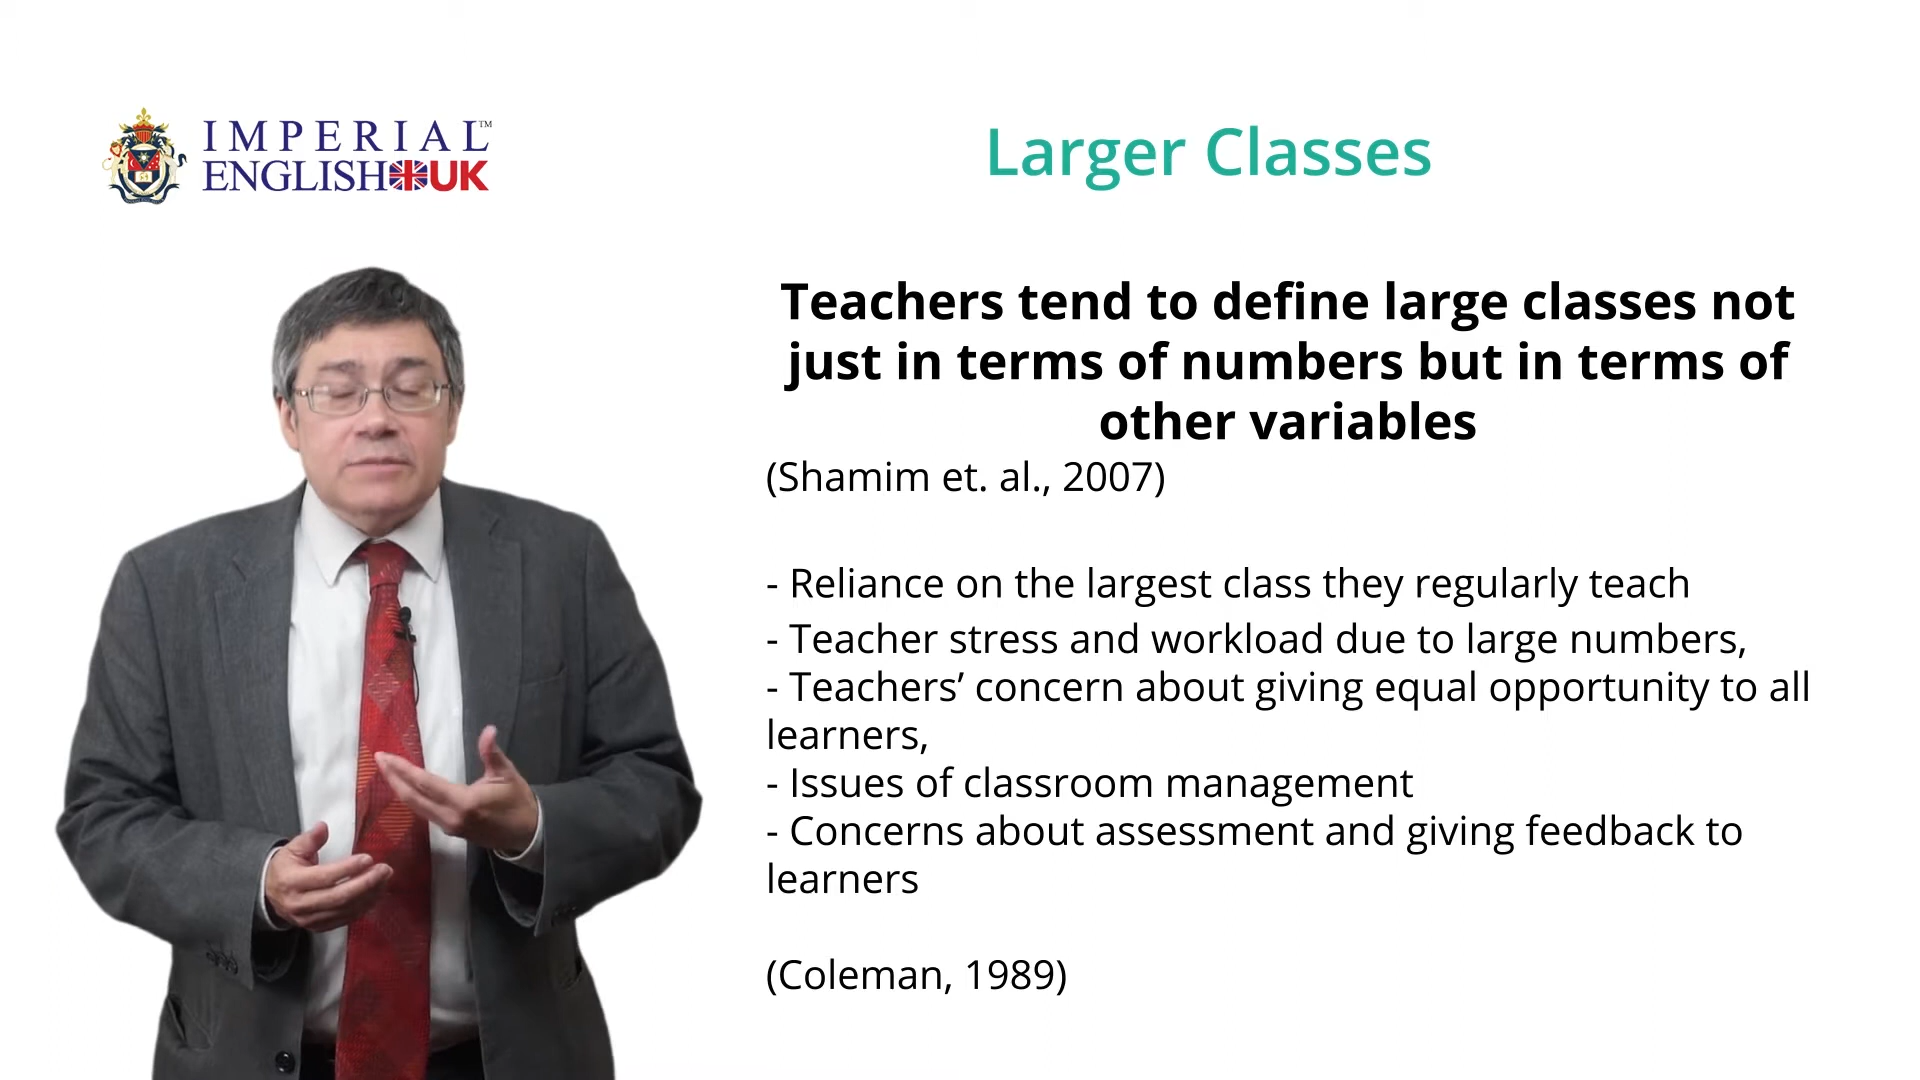 IMPERIAL™
ENGLISH UK
Larger Classes
Teachers tend to define large classes not
just in terms of numbers but in terms of
other variables
(Shamim et. al., 2007)
- Reliance on the largest class they regularly teach
- Teacher stress and workload due to large numbers,
- Teachers’ concern about giving equal opportunity to all
learners,
- Issues of classroom management
- Concerns about assessment and giving feedback to
learners
(Coleman, 1989)